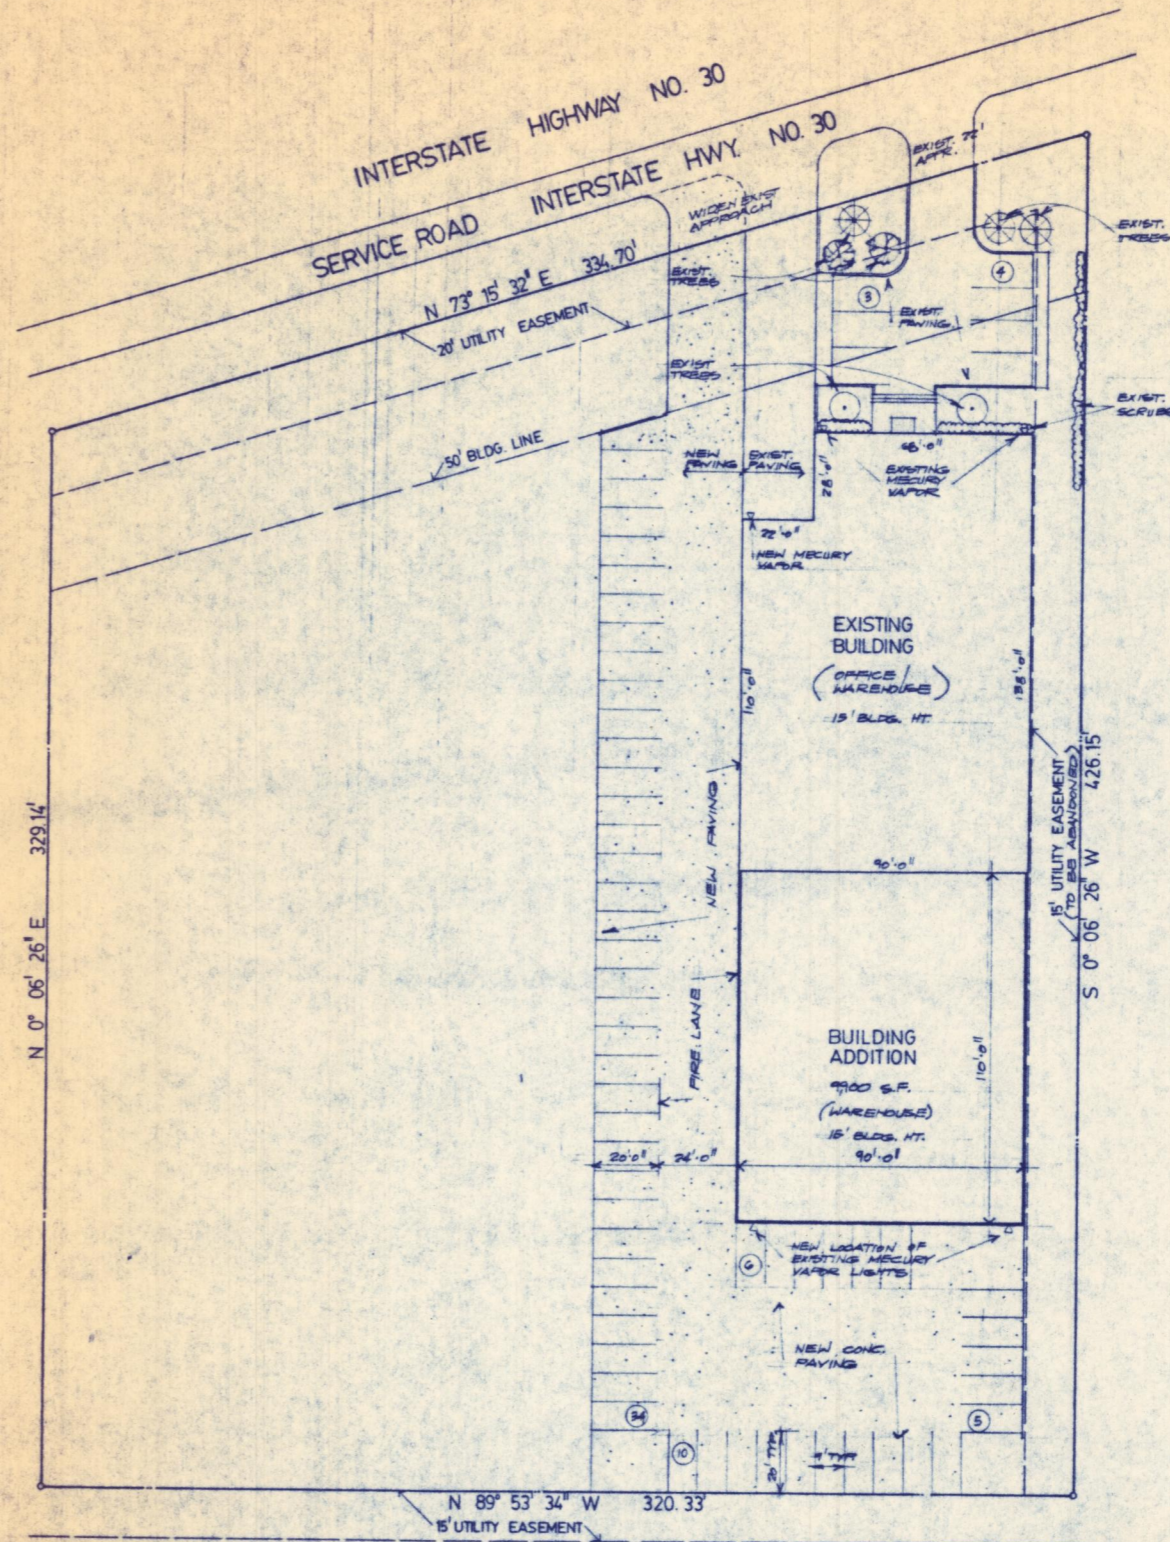 INTERSTATE HIGHWAY NO. 30
SERVICE ROAD INTERSTATE HWY. NO. 30
EXIST. 22'
APPR.
WIDEN EXIST
APPROACH
EXIST.
TREES
N 73° 15' 32" E 334.70'
20' UTILITY EASEMENT
EXIST.
TREES
3
4
EXIST.
PAVING
EXIST
TREES
EXIST.
SCRUBS
50' BLDG. LINE
NEW
PAVING
EXIST.
PAVING
28'-0"
68'-0"
EXISTING
MECURY
VAPOR
22'-0"
NEW MECURY
VAPOR
EXISTING
BUILDING
(OFFICE/
WAREHOUSE)
15' BLDG. HT.
110'-0"
138'-0"
15' UTILITY EASEMENT
(TO BE ABANDONED)
S 0° 06' 26" W 426.15'
N 0° 06' 26" E 329.14'
NEW PAVING
90'-0"
FIRE LANE
BUILDING
ADDITION
9900 S.F.
(WAREHOUSE)
15' BLDG. HT.
110'-0"
20'-0"
24'-0"
90'-0"
6
NEW LOCATION OF
EXISTING MECURY
VAPOR LIGHTS
NEW CONC.
PAVING
34
10
5
20' TYP.
9' TYP.
N 89° 53' 34" W 320.33'
15' UTILITY EASEMENT